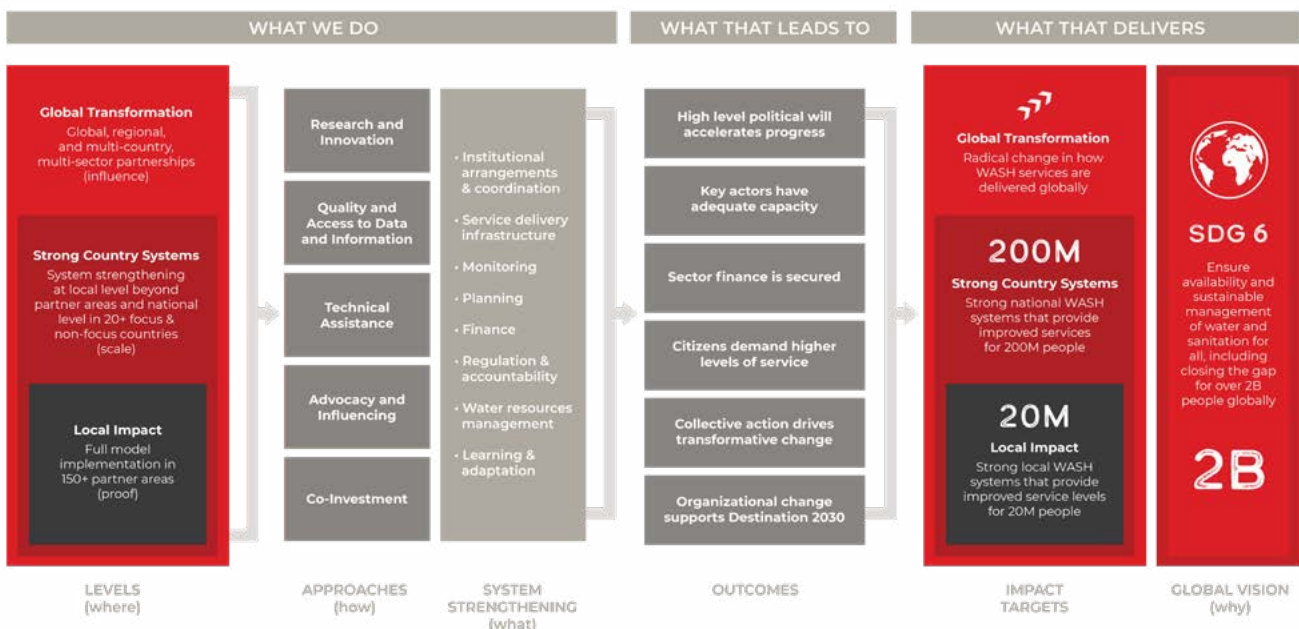 WHAT WE DO
WHAT THAT LEADS TO
WHAT THAT DELIVERS
Global Transformation
Global, regional,
and multi-country,
multi-sector partnerships
(influence)
Strong Country Systems
System strengthening
at local level beyond
partner areas and national
level in 20+ focus &
non-focus countries
(scale)
Local Impact
Full model
implementation in
150+ partner areas
(proof)
Research and
Innovation
Quality and
Access to Data
and Information
Technical
Assistance
Advocacy and
Influencing
Co-Investment
• Institutional
arrangements
& coordination
• Service delivery
infrastructure
• Monitoring
• Planning
• Finance
• Regulation &
accountability
• Water resources
management
• Learning &
adaptation
High level political will
accelerates progress
Key actors have
adequate capacity
Sector finance is secured
Citizens demand higher
levels of service
Collective action drives
transformative change
Organizational change
supports Destination 2030
Global Transformation
Radical change in how
WASH services are
delivered globally
200M
Strong Country Systems
Strong national WASH
systems that provide
improved services
for 200M people
20M
Local Impact
Strong local WASH
systems that provide
improved service levels
for 20M people
SDG 6
Ensure
availability and
sustainable
management
of water and
sanitation for
all, including
closing the gap
for over 2B
people globally
2B
LEVELS
(where)
APPROACHES
(how)
SYSTEM
STRENGTHENING
(what)
OUTCOMES
IMPACT
TARGETS
GLOBAL VISION
(why)